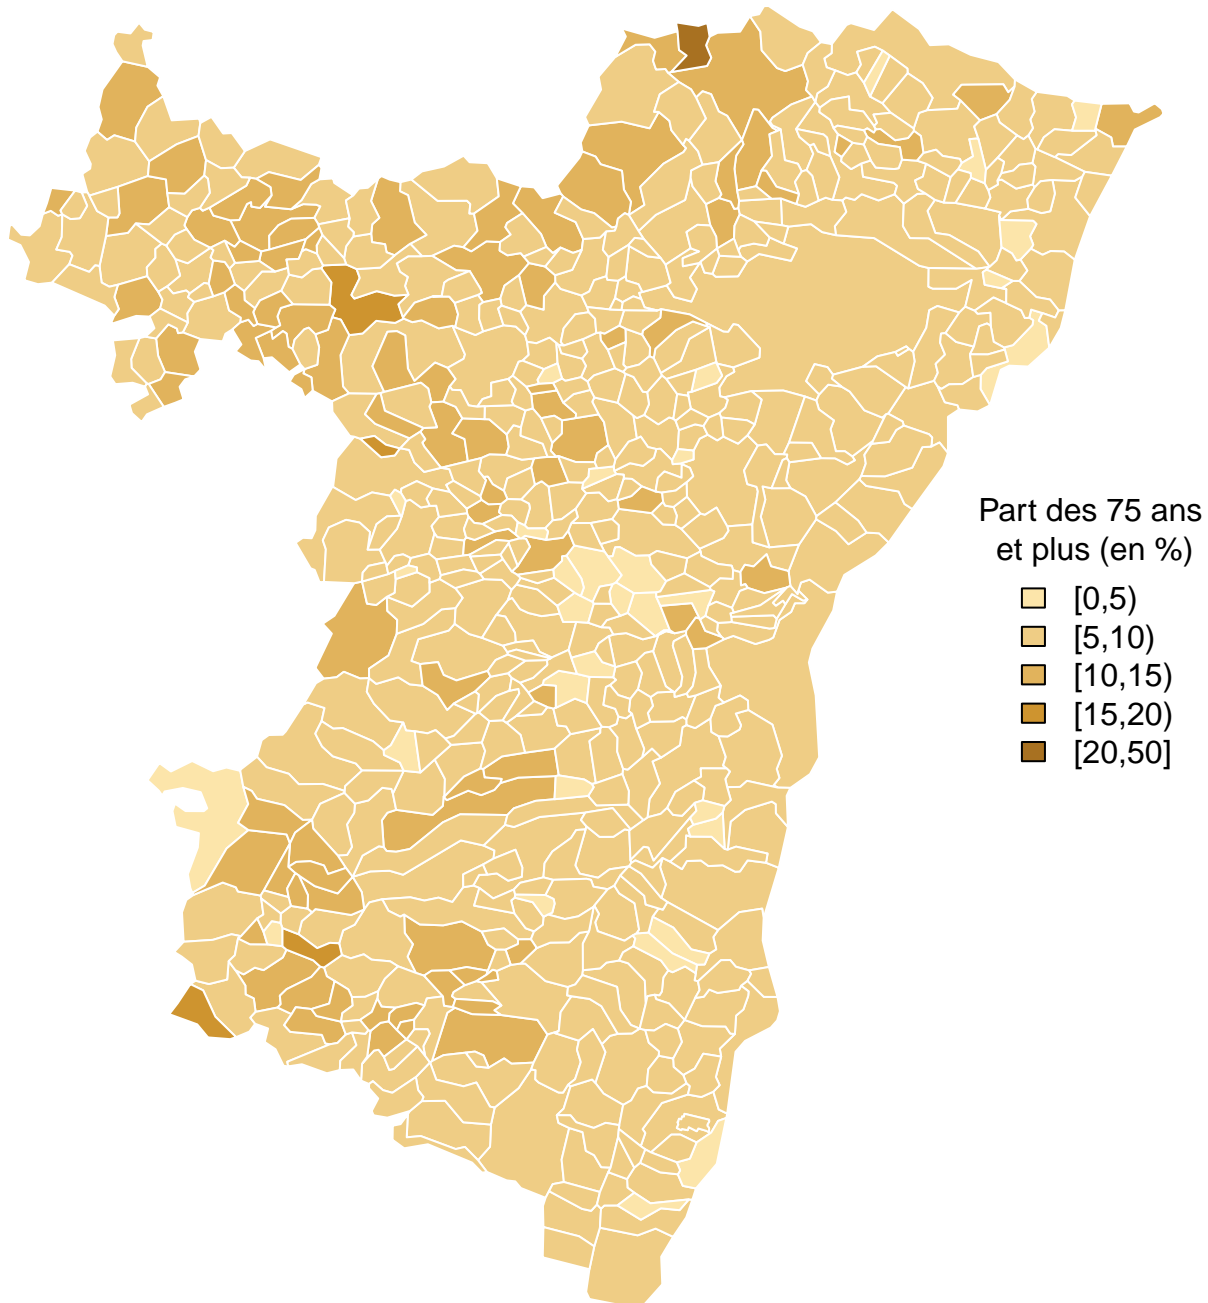 Part des 75 ans
et plus (en %)
[0,5)
[5,10)
[10,15)
[15,20)
[20,50]